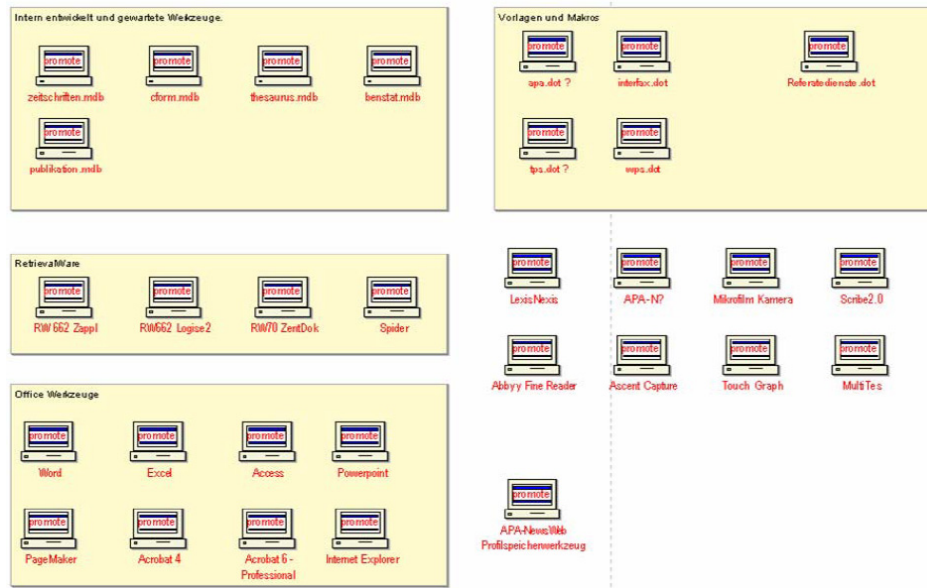 Intern entwickelt und gewartete Werkzeuge.
promote promote promote promote
zeitschriften.mdb cform.mdb thesaurus.mdb benstat.mdb
promote
publikation.mdb
Vorlagen und Makros
promote promote promote
apa.dot ? interfax.dot Referatedienste.dot
promote promote
tps.dot ? wps.dot
RetrievalWare
promote promote promote promote
RW 662 Zappl RW662 Logise2 RW70 ZentDok Spider
promote promote promote promote
LexisNexis APA-N? Mikrofilm Kamera Scribe2.0
promote promote promote promote
Abbyy Fine Reader Ascent Capture Touch Graph MultiTes
Office Werkzeuge
promote promote promote promote
Word Excel Access Powerpoint
promote promote promote promote
PageMaker Acrobat 4 Acrobat 6 - Internet Explorer
Professional
promote
APA-NewsWeb
Profilspeicherwerkzeug